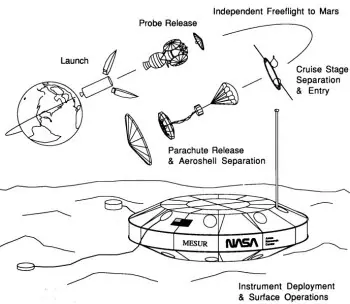 Independent Freeflight to Mars
Probe Release
Launch
Cruise Stage
Separation
& Entry
Parachute Release
& Aeroshell Separation
MESUR
NASA
Instrument Deployment
& Surface Operations